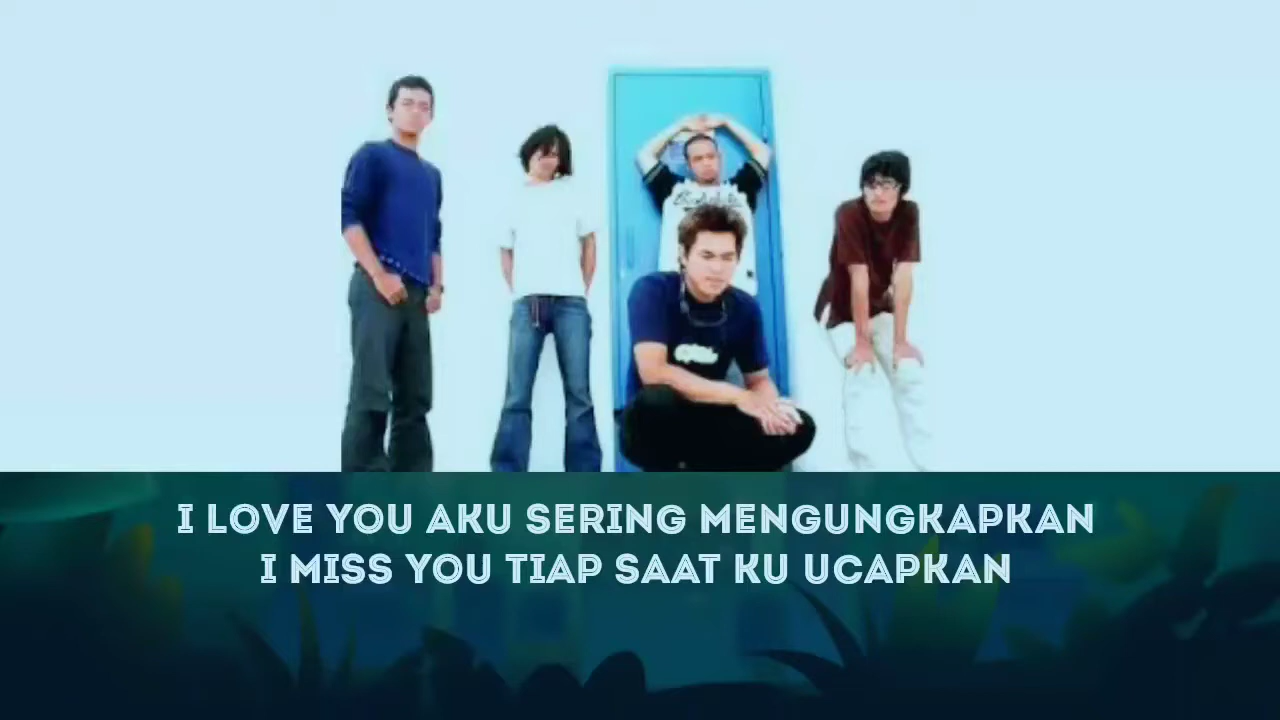 I LOVE YOU AKU SERING MENGUNGKAPKAN
I MISS YOU TIAP SAAT KU UCAPKAN